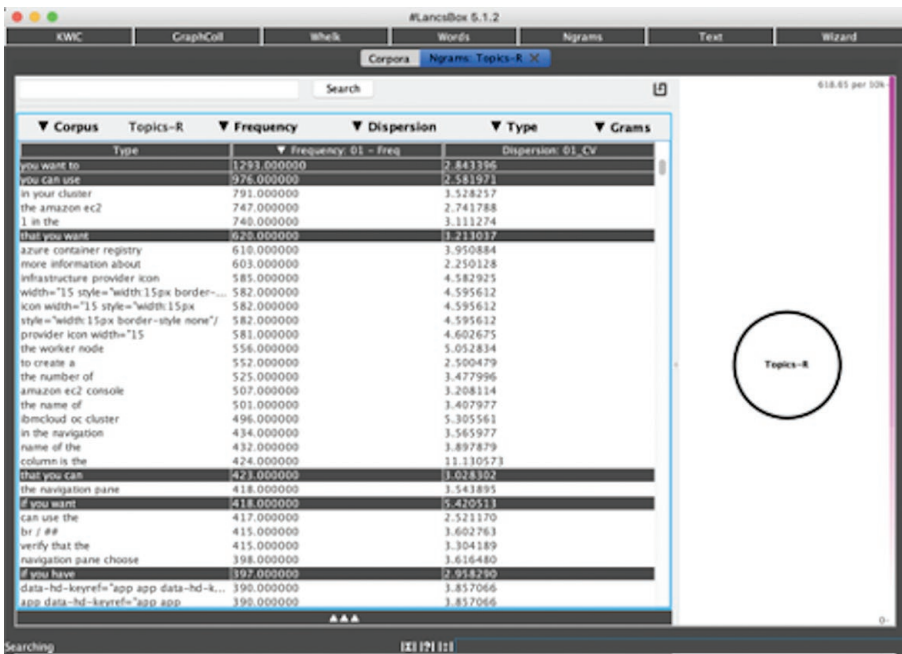 #LancsBox 5.1.2
KWIC GraphColl Whelk Words Ngrams Text Wizard
Corpora Ngrams: Topics-R
Search
618.65 per 10k
▼ Corpus Topics-R ▼ Frequency ▼ Dispersion ▼ Type ▼ Grams
Type ▼ Frequency: 01 - Freq Dispersion: 01_CV
you want to 1293.000000 2.843396
you can use 976.000000 2.581971
in your cluster 791.000000 3.528257
the amazon ec2 747.000000 2.741788
1 in the 740.000000 3.111274
that you want 620.000000 3.213037
azure container registry 610.000000 3.950884
more information about 603.000000 2.250128
infrastructure provider icon 585.000000 4.582925
width="15 style="width:15px border-... 582.000000 4.595612
icon width="15 style="width:15px 582.000000 4.595612
style="width:15px border-style none"/ 582.000000 4.595612
provider icon width="15 581.000000 4.602675
the worker node 556.000000 5.052834
to create a 552.000000 2.500479
the number of 525.000000 3.477996
amazon ec2 console 507.000000 3.208114
the name of 501.000000 3.407977
ibmcloud oc cluster 496.000000 5.305561
in the navigation 434.000000 3.565977
name of the 432.000000 3.897879
column is the 424.000000 11.130573
that you can 423.000000 3.028302
the navigation pane 418.000000 3.543895
if you want 418.000000 5.420513
can use the 417.000000 2.521170
br / ## 415.000000 3.602763
verify that the 415.000000 3.304189
navigation pane choose 398.000000 3.616480
if you have 397.000000 2.958290
data-hd-keyref="app app data-hd-k... 390.000000 3.857066
app data-hd-keyref="app app 390.000000 3.857066
Topics-R
▲▲▲
0
Searching